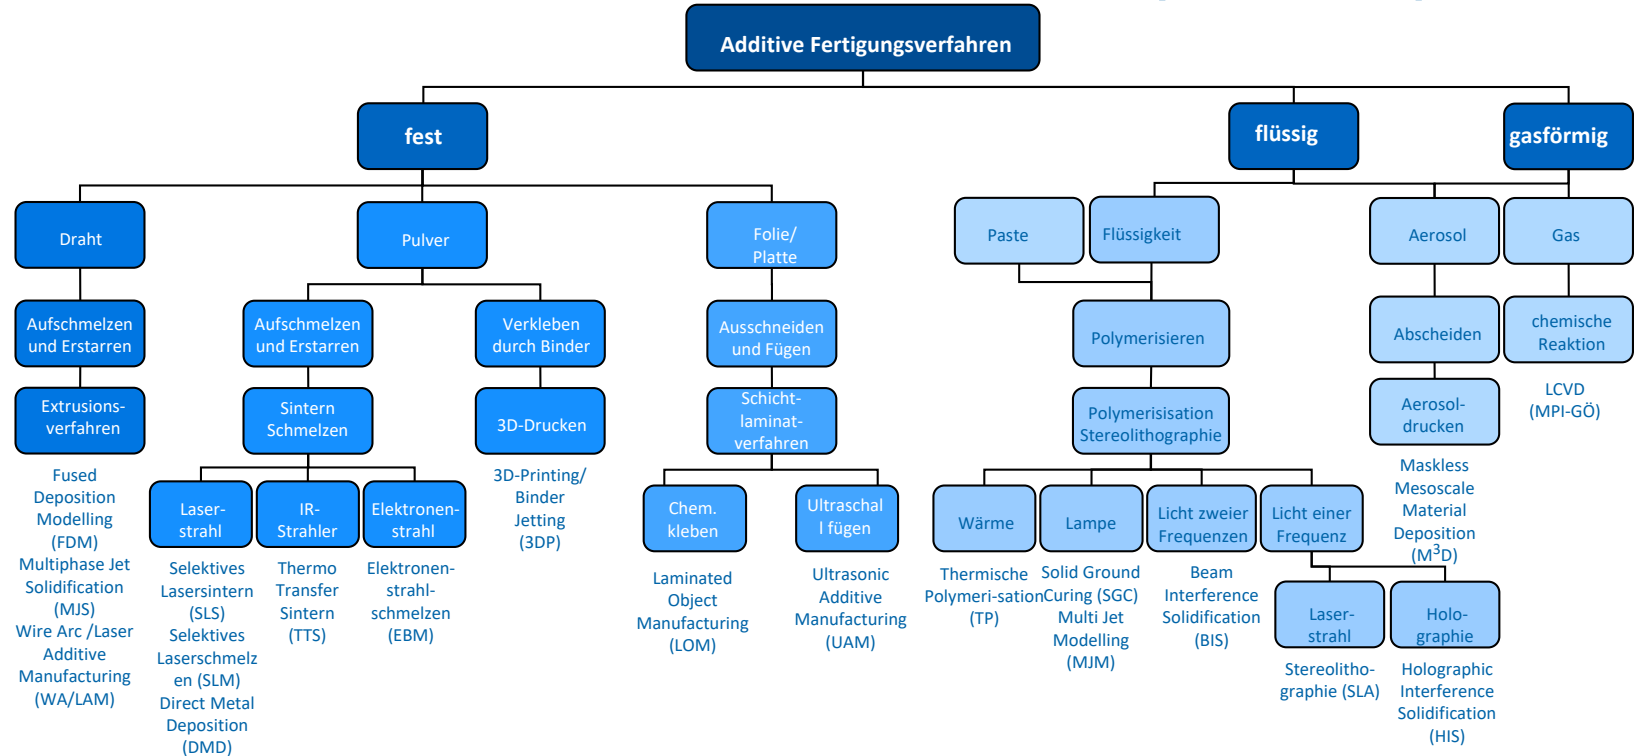 Additive Fertigungsverfahren
fest
flüssig
gasförmig
Draht
Pulver
Folie/
Platte
Paste
Flüssigkeit
Aerosol
Gas
Aufschmelzen
und Erstarren
Aufschmelzen
und Erstarren
Verkleben
durch Binder
Ausschneiden
und Fügen
Polymerisieren
Abscheiden
chemische
Reaktion
Extrusions-
verfahren
Sintern
Schmelzen
3D-Drucken
Schicht-
laminat-
verfahren
Polymerisisation
Stereolithographie
Aerosol-
drucken
LCVD
(MPI-GÖ)
Fused
Deposition
Modelling
(FDM)
Multiphase Jet
Solidification
(MJS)
Wire Arc /Laser
Additive
Manufacturing
(WA/LAM)
Laser-
strahl
IR-
Strahler
Elektronen-
strahl
3D-Printing/
Binder
Jetting
(3DP)
Chem.
kleben
Ultraschal
l fügen
Wärme
Lampe
Licht zweier
Frequenzen
Licht einer
Frequenz
Maskless
Mesoscale
Material
Deposition
(M³D)
Selektives
Lasersintern
(SLS)
Selektives
Laserschmelz
en (SLM)
Direct Metal
Deposition
(DMD)
Thermo
Transfer
Sintern
(TTS)
Elektronen-
strahl-
schmelzen
(EBM)
Laminated
Object
Manufacturing
(LOM)
Ultrasonic
Additive
Manufacturing
(UAM)
Thermische
Polymeri-sation
(TP)
Solid Ground
Curing (SGC)
Multi Jet
Modelling
(MJM)
Beam
Interference
Solidification
(BIS)
Laser-
strahl
Holo-
graphie
Stereolitho-
graphie (SLA)
Holographic
Interference
Solidification
(HIS)